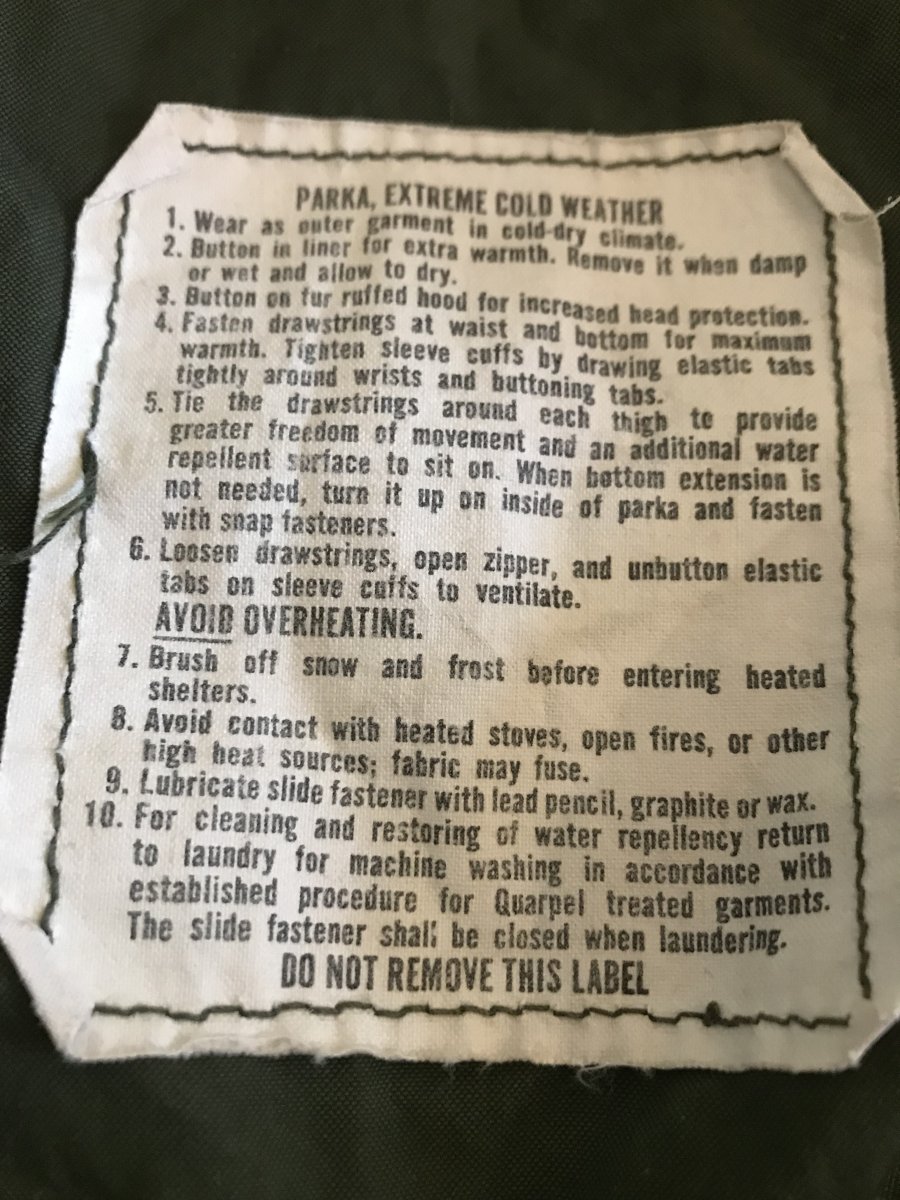 PARKA, EXTREME COLD WEATHER
1. Wear as outer garment in cold-dry climate.
2. Button in liner for extra warmth. Remove it when damp
or wet and allow to dry.
3. Button on fur ruffed hood for increased head protection.
4. Fasten drawstrings at waist and bottom for maximum
warmth. Tighten sleeve cuffs by drawing elastic tabs
tightly around wrists and buttoning tabs.
5. Tie the drawstrings around each thigh to provide
greater freedom of movement and an additional water
repellent surface to sit on. When bottom extension is
not needed, turn it up on inside of parka and fasten
with snap fasteners.
6. Loosen drawstrings, open zipper, and unbutton elastic
tabs on sleeve cuffs to ventilate.
AVOID OVERHEATING.
7. Brush off snow and frost before entering heated
shelters.
8. Avoid contact with heated stoves, open fires, or other
high heat sources; fabric may fuse.
9. Lubricate slide fastener with lead pencil, graphite or wax.
10. For cleaning and restoring of water repellency return
to laundry for machine washing in accordance with
established procedure for Quarpel treated garments.
The slide fastener shall be closed when laundering.
DO NOT REMOVE THIS LABEL